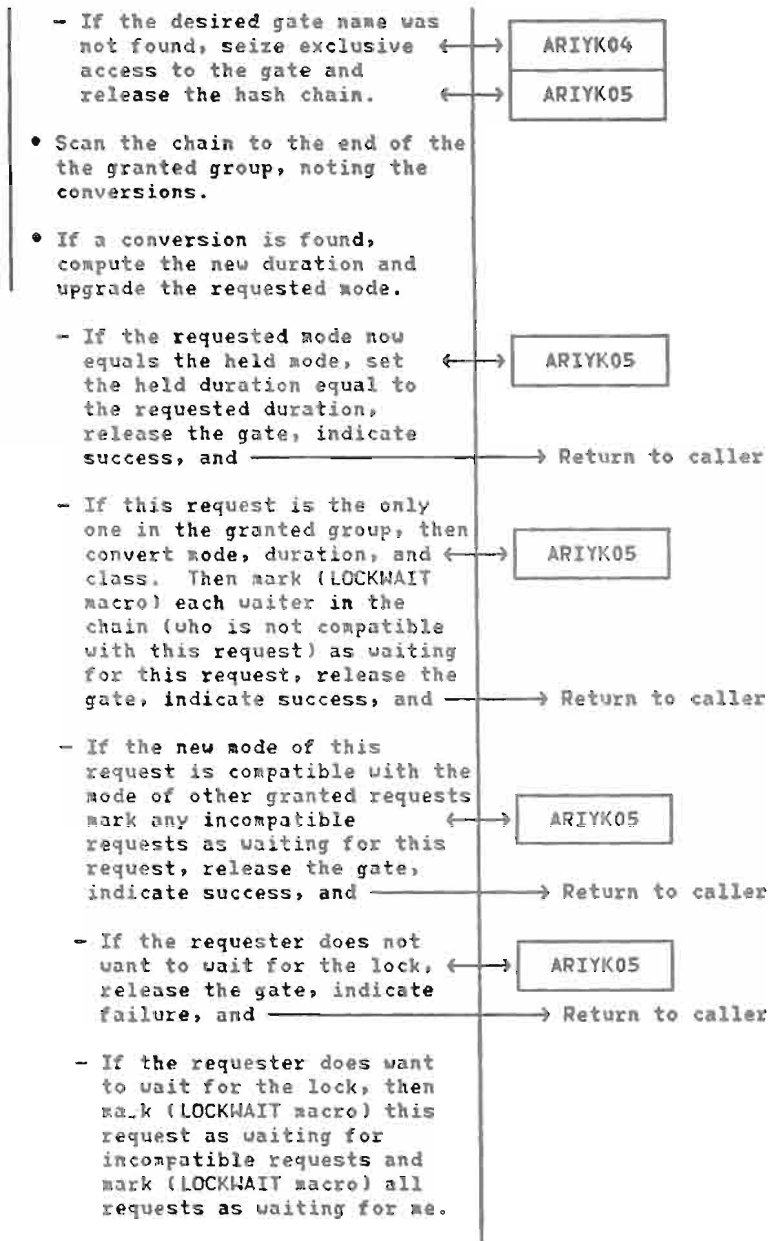 - If the desired gate name was
not found, seize exclusive
access to the gate and
release the hash chain.
ARIYK04
ARIYK05
• Scan the chain to the end of the
the granted group, noting the
conversions.
• If a conversion is found,
compute the new duration and
upgrade the requested mode.
- If the requested mode now
equals the held mode, set
the held duration equal to
the requested duration,
release the gate, indicate
success, and
ARIYK05
Return to caller
- If this request is the only
one in the granted group, then
convert mode, duration, and
class. Then mark (LOCKWAIT
macro) each waiter in the
chain (who is not compatible
with this request) as waiting
for this request, release the
gate, indicate success, and
ARIYK05
Return to caller
- If the new mode of this
request is compatible with the
mode of other granted requests
mark any incompatible
requests as waiting for this
request, release the gate,
indicate success, and
ARIYK05
Return to caller
- If the requester does not
want to wait for the lock,
release the gate, indicate
failure, and
ARIYK05
Return to caller
- If the requester does want
to wait for the lock, then
mark (LOCKWAIT macro) this
request as waiting for
incompatible requests and
mark (LOCKWAIT macro) all
requests as waiting for me.